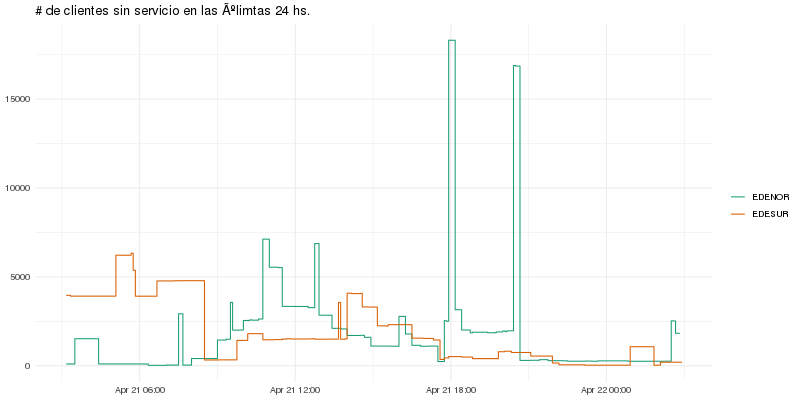 # de clientes sin servicio en las Ãºlimtas 24 hs.
15000
10000
5000
0
Apr 21 06:00
Apr 21 12:00
Apr 21 18:00
Apr 22 00:00
EDENOR
EDESUR